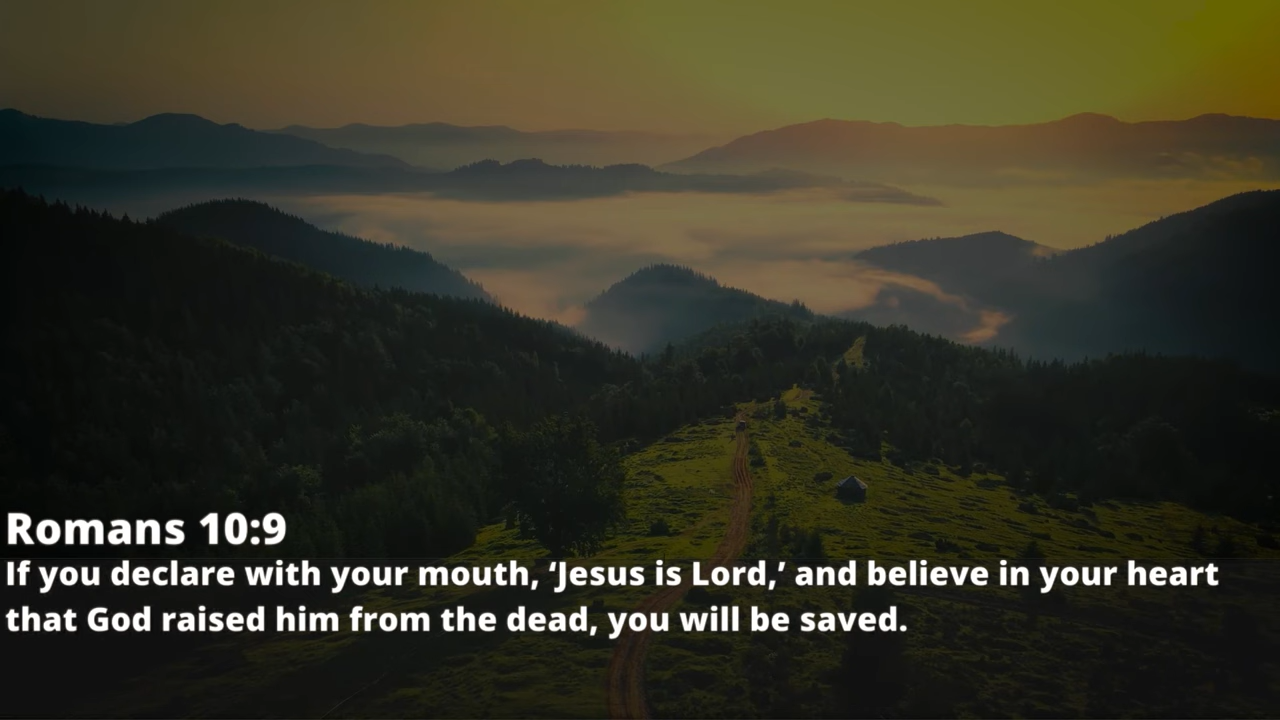 Romans 10:9
If you declare with your mouth, ‘Jesus is Lord,’ and believe in your heart
that God raised him from the dead, you will be saved.